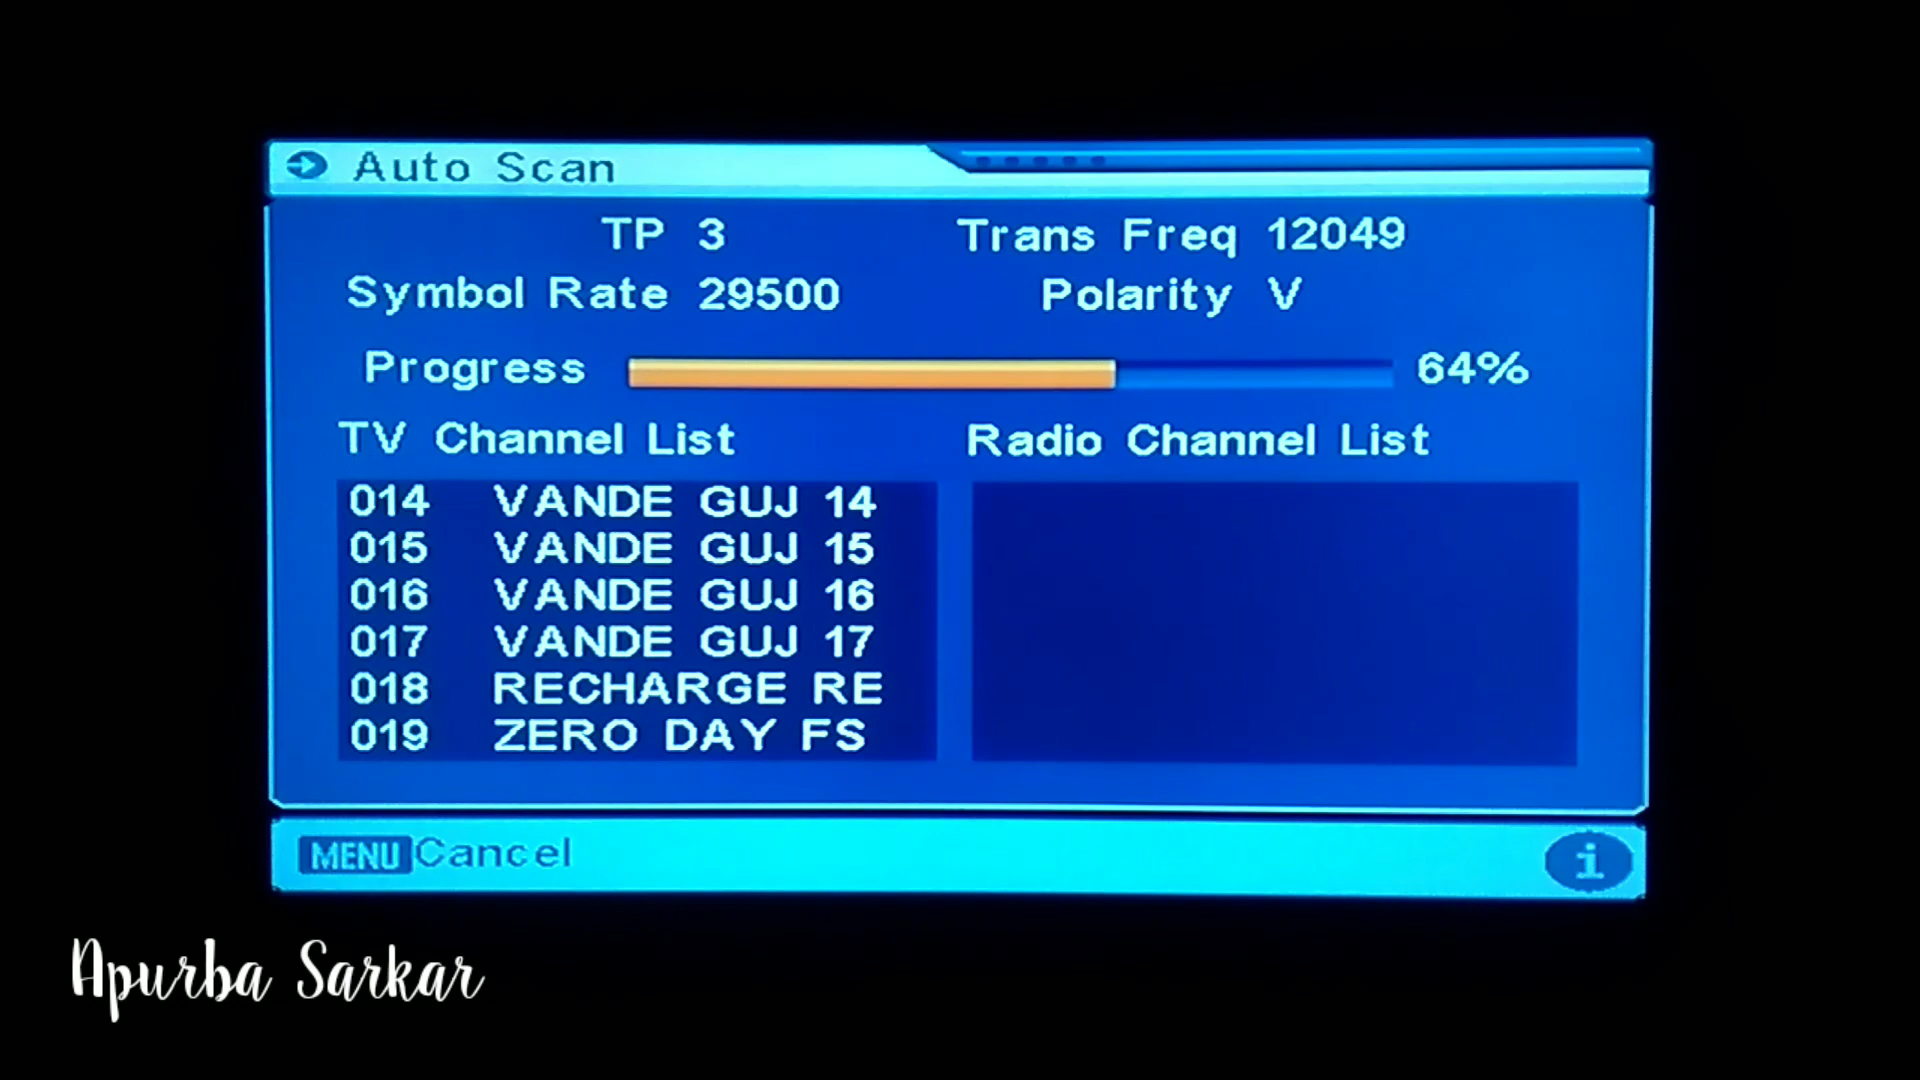 Auto Scan
TP 3 Trans Freq 12049
Symbol Rate 29500 Polarity V
Progress 64%
TV Channel List Radio Channel List
014 VANDE GUJ 14
015 VANDE GUJ 15
016 VANDE GUJ 16
017 VANDE GUJ 17
018 RECHARGE RE
019 ZERO DAY FS
MENU Cancel i
Apurba Sarkar